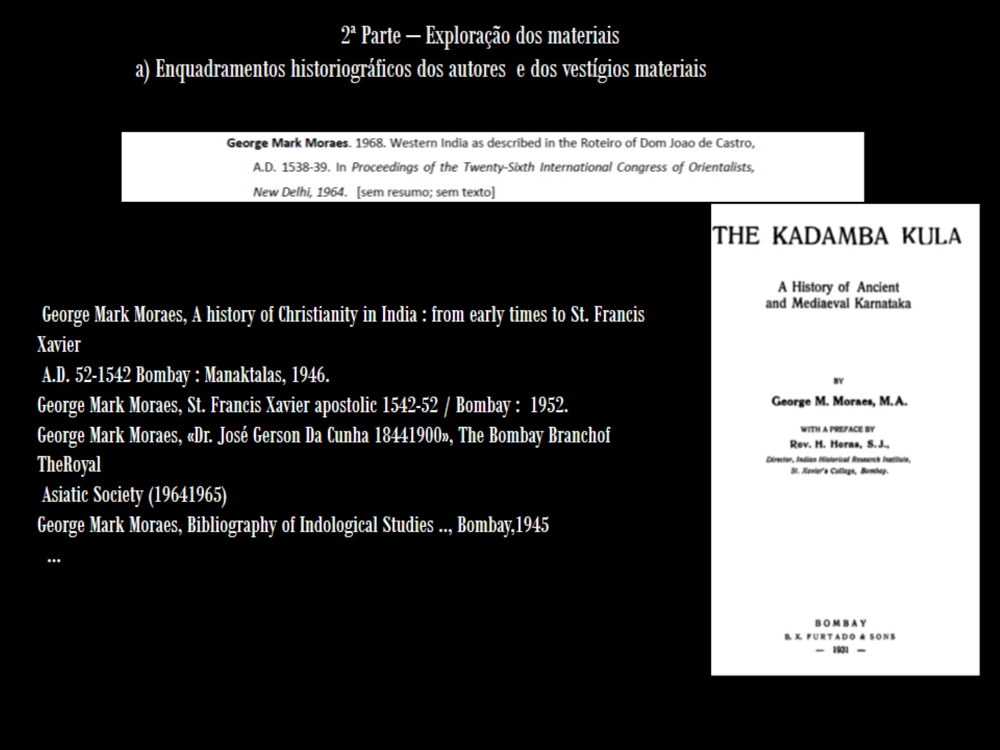 2ª Parte – Exploração dos materiais
a) Enquadramentos historiográficos dos autores e dos vestígios materiais
George Mark Moraes. 1968. Western India as described in the Roteiro of Dom Joao de Castro,
A.D. 1538-39. In Proceedings of the Twenty-Sixth International Congress of Orientalists,
New Delhi, 1964. [sem resumo; sem texto]
George Mark Moraes, A history of Christianity in India : from early times to St. Francis
Xavier
A.D. 52-1542 Bombay : Manaktalas, 1946.
George Mark Moraes, St. Francis Xavier apostolic 1542-52 / Bombay : 1952.
George Mark Moraes, «Dr. José Gerson Da Cunha 18441900», The Bombay Branchof
TheRoyal
Asiatic Society (19641965)
George Mark Moraes, Bibliography of Indological Studies .., Bombay,1945
...
THE KADAMBA KULA
A History of Ancient
and Mediaeval Karnataka
BY
George M. Moraes, M.A.
WITH A PREFACE BY
Rev. H. Heras, S.J.,
Director, Indian Historical Research Institute,
St. Xavier's College, Bombay.
BOMBAY
B. X. FURTADO & SONS
— 1931 —